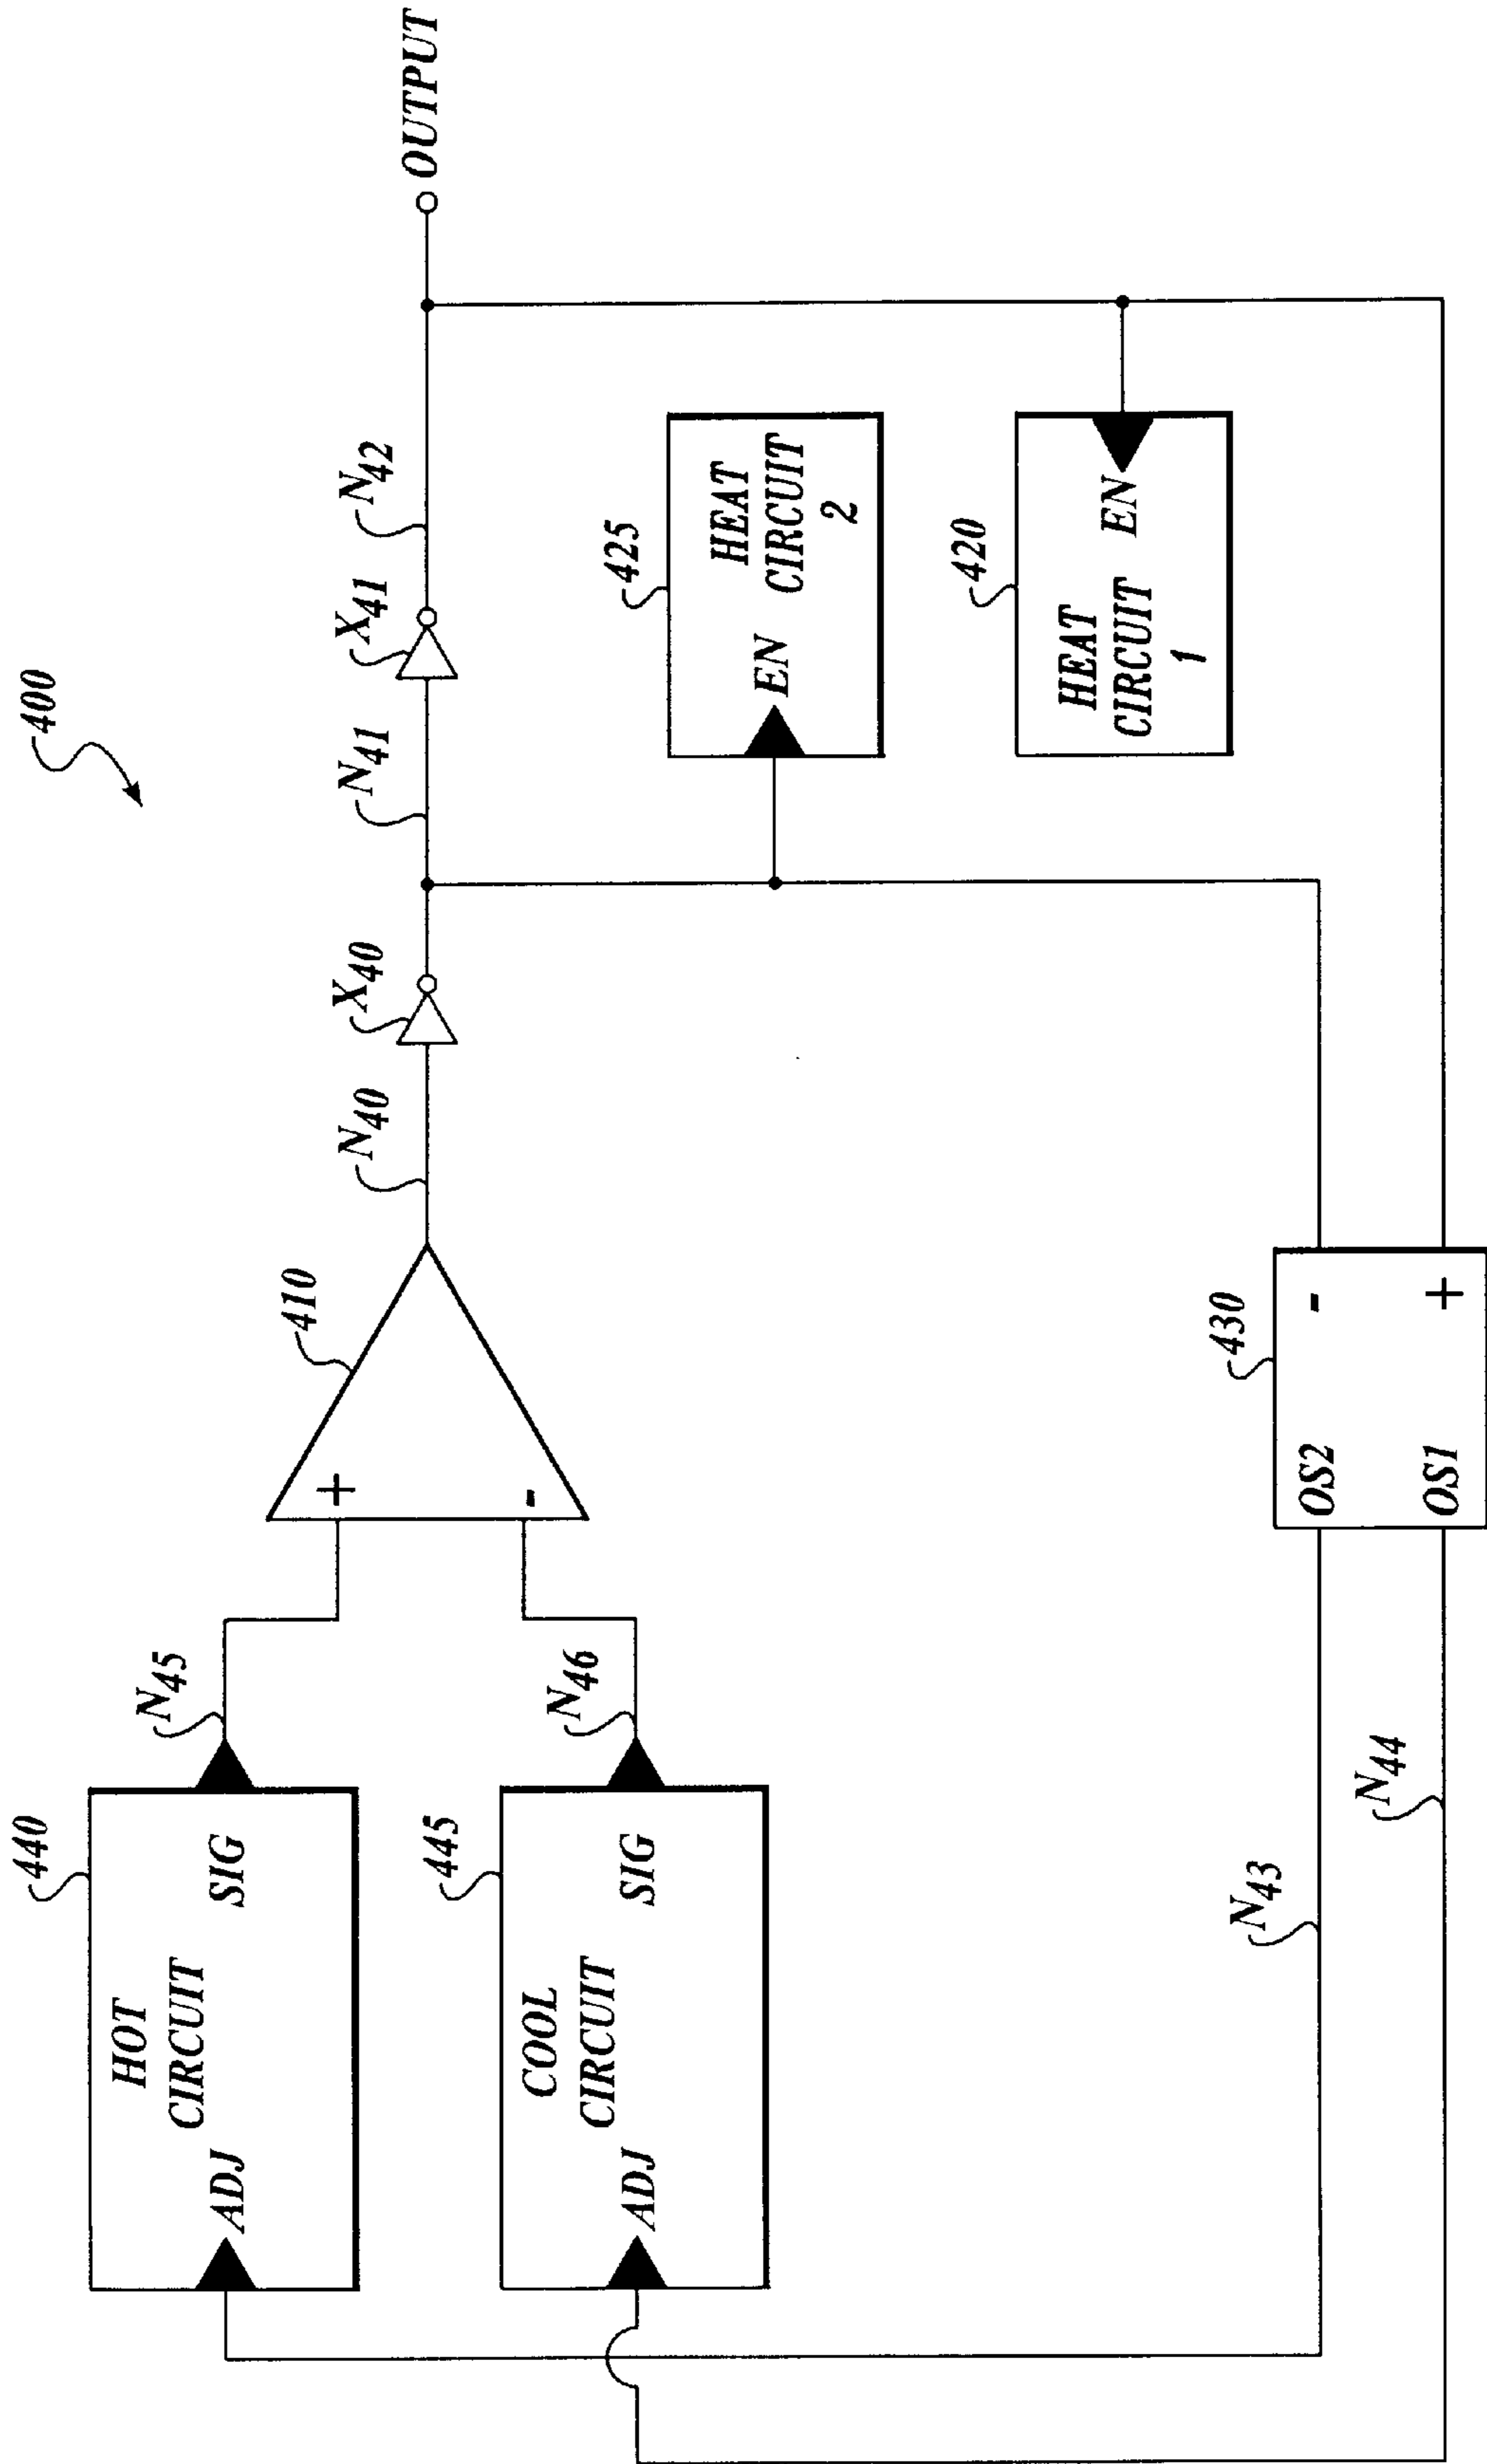 400
440
HOT
CIRCUIT
ADJ
SIG
N45
445
COOL
CIRCUIT
ADJ
SIG
N46
+
-
410
N40
X40
N41
X41
N42
OUTPUT
425
EN
HEAT
CIRCUIT
2
420
HEAT
CIRCUIT
1
EN
430
OS2
-
OS1
+
N43
N44